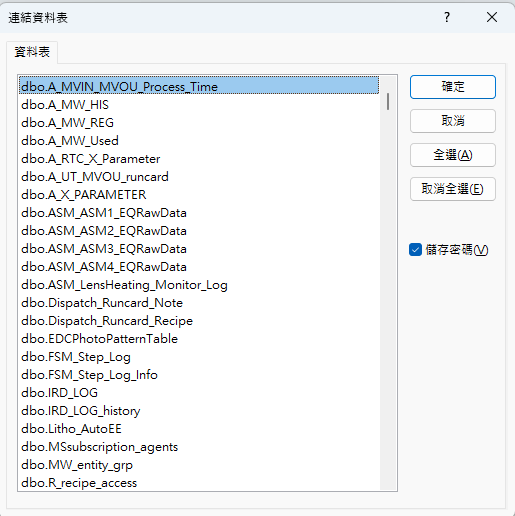 連結資料表
?
資料表
dbo.A_MVIN_MVOU_Process_Time
dbo.A_MW_HIS
dbo.A_MW_REG
dbo.A_MW_Used
dbo.A_RTC_X_Parameter
dbo.A_UT_MVOU_runcard
dbo.A_X_PARAMETER
dbo.ASM_ASM1_EQRawData
dbo.ASM_ASM2_EQRawData
dbo.ASM_ASM3_EQRawData
dbo.ASM_ASM4_EQRawData
dbo.ASM_LensHeating_Monitor_Log
dbo.Dispatch_Runcard_Note
dbo.Dispatch_Runcard_Recipe
dbo.EDCPhotoPatternTable
dbo.FSM_Step_Log
dbo.FSM_Step_Log_Info
dbo.IRD_LOG
dbo.IRD_LOG_history
dbo.Litho_AutoEE
dbo.MSsubscription_agents
dbo.MW_entity_grp
dbo.R_recipe_access
確定
取消
全選(A)
取消全選(E)
儲存密碼(V)